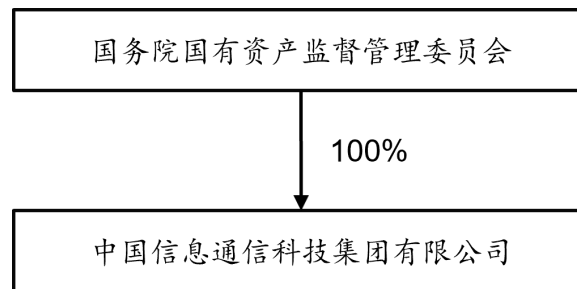 国务院国有资产监督管理委员会
100%
中国信息通信科技集团有限公司